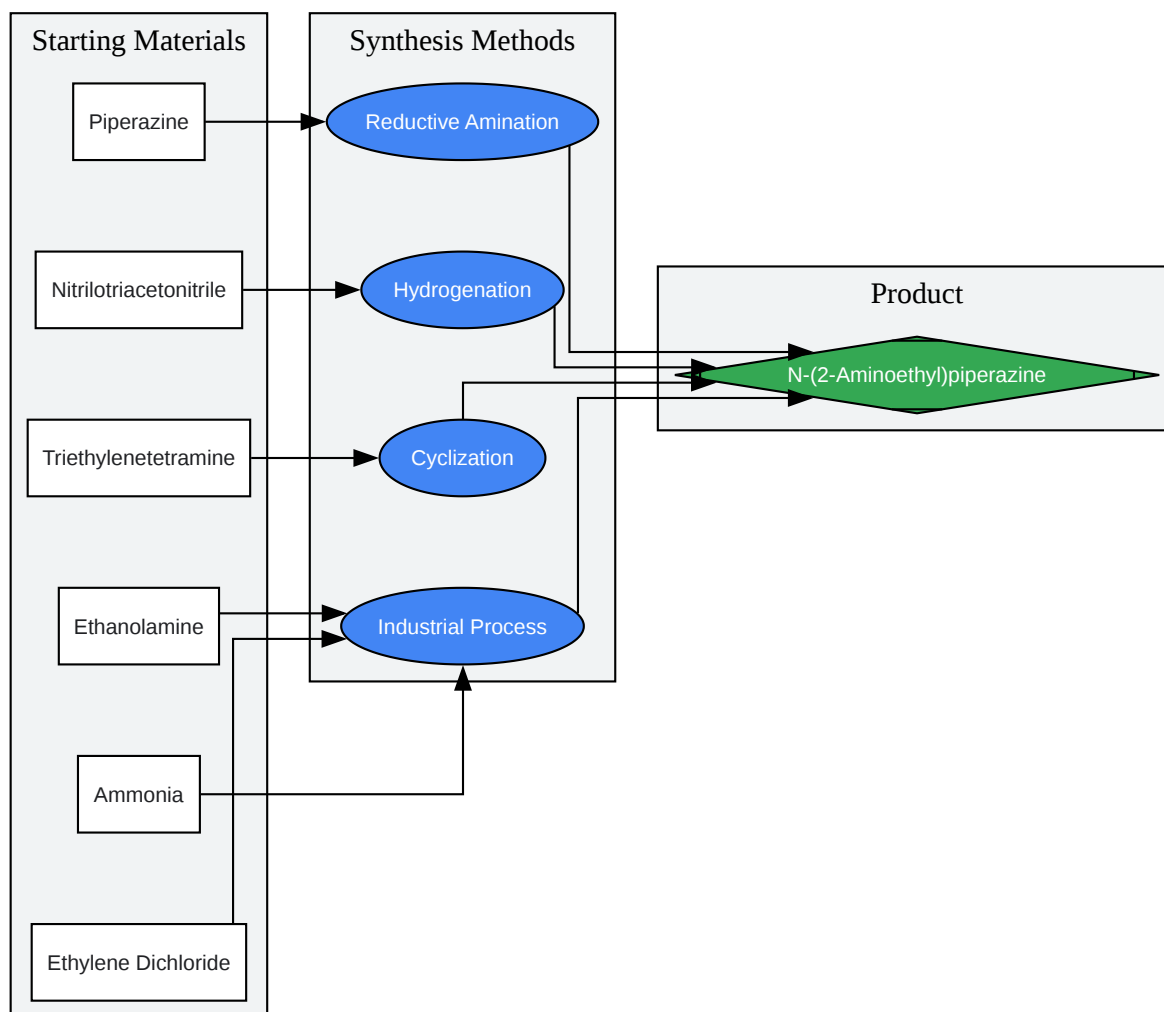 Starting Materials
Synthesis Methods
Piperazine
Reductive Amination
Nitrilotriacetonitrile
Hydrogenation
Product
N-(2-Aminoethyl)piperazine
Triethylenetetramine
Cyclization
Ethanolamine
Industrial Process
Ammonia
Ethylene Dichloride